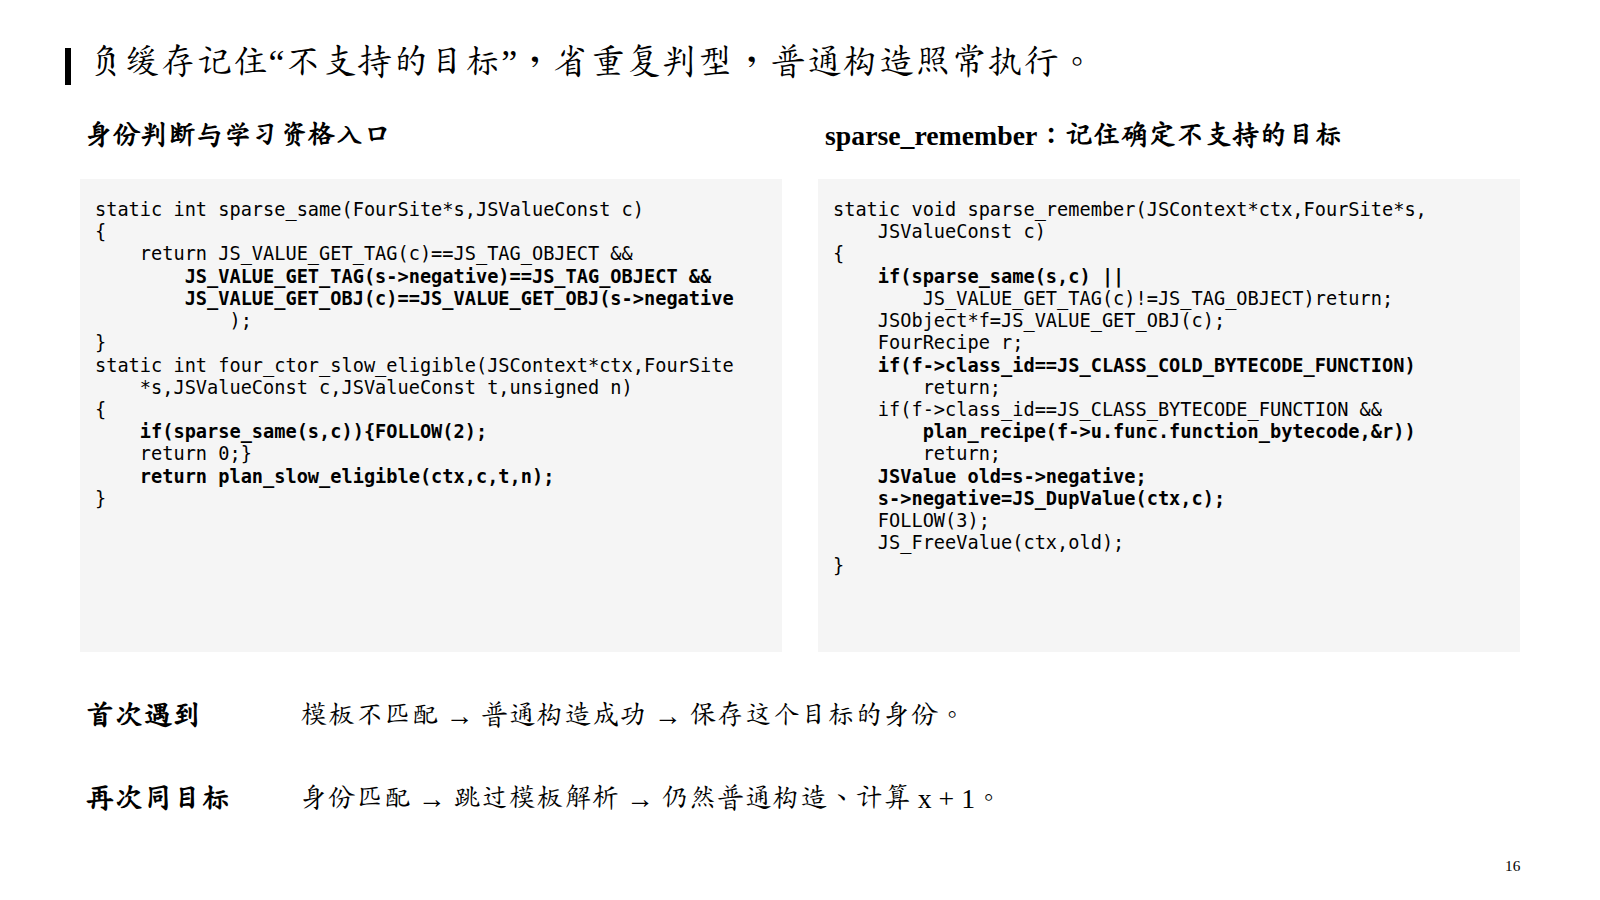 负缓存记住“不支持的目标”，省重复判型，普通构造照常执行。
身份判断与学习资格入口
static int sparse_same(FourSite*s,JSValueConst c)
{
    return JS_VALUE_GET_TAG(c)==JS_TAG_OBJECT &&
        JS_VALUE_GET_TAG(s->negative)==JS_TAG_OBJECT &&
        JS_VALUE_GET_OBJ(c)==JS_VALUE_GET_OBJ(s->negative
            );
}
static int four_ctor_slow_eligible(JSContext*ctx,FourSite
    *s,JSValueConst c,JSValueConst t,unsigned n)
{
    if(sparse_same(s,c)){FOLLOW(2);
    return 0;}
    return plan_slow_eligible(ctx,c,t,n);
}
sparse_remember：记住确定不支持的目标
static void sparse_remember(JSContext*ctx,FourSite*s,
    JSValueConst c)
{
    if(sparse_same(s,c) ||
        JS_VALUE_GET_TAG(c)!=JS_TAG_OBJECT)return;
    JSObject*f=JS_VALUE_GET_OBJ(c);
    FourRecipe r;
    if(f->class_id==JS_CLASS_COLD_BYTECODE_FUNCTION)
        return;
    if(f->class_id==JS_CLASS_BYTECODE_FUNCTION &&
        plan_recipe(f->u.func.function_bytecode,&r))
        return;
    JSValue old=s->negative;
    s->negative=JS_DupValue(ctx,c);
    FOLLOW(3);
    JS_FreeValue(ctx,old);
}
首次遇到 模板不匹配 → 普通构造成功 → 保存这个目标的身份。
再次同目标 身份匹配 → 跳过模板解析 → 仍然普通构造、计算 x + 1。
16